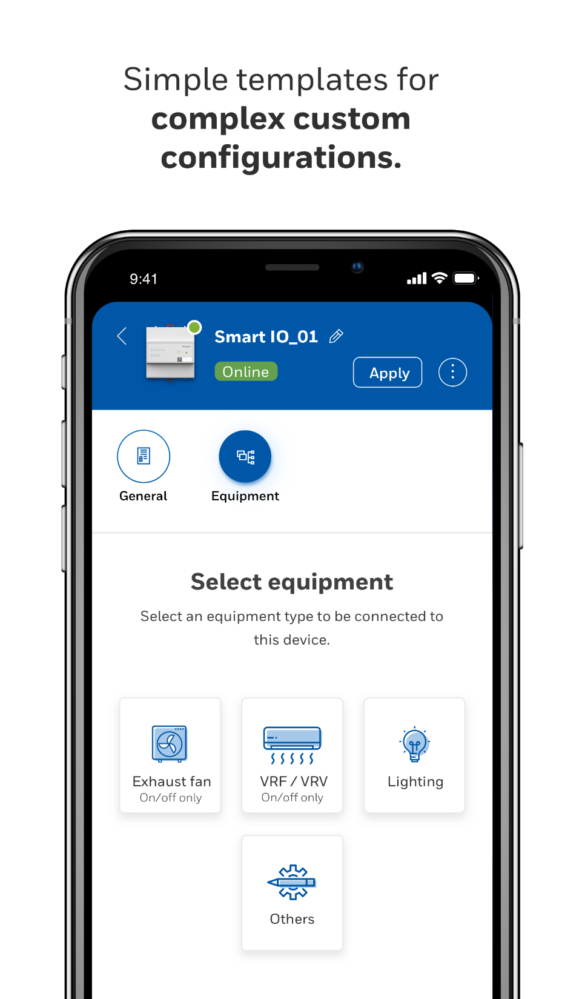 Simple templates for
complex custom
configurations.
9:41
Smart IO_01
Online
Apply
General
Equipment
Select equipment
Select an equipment type to be connected to
this device.
Exhaust fan
On/off only
VRF / VRV
On/off only
Lighting
Others